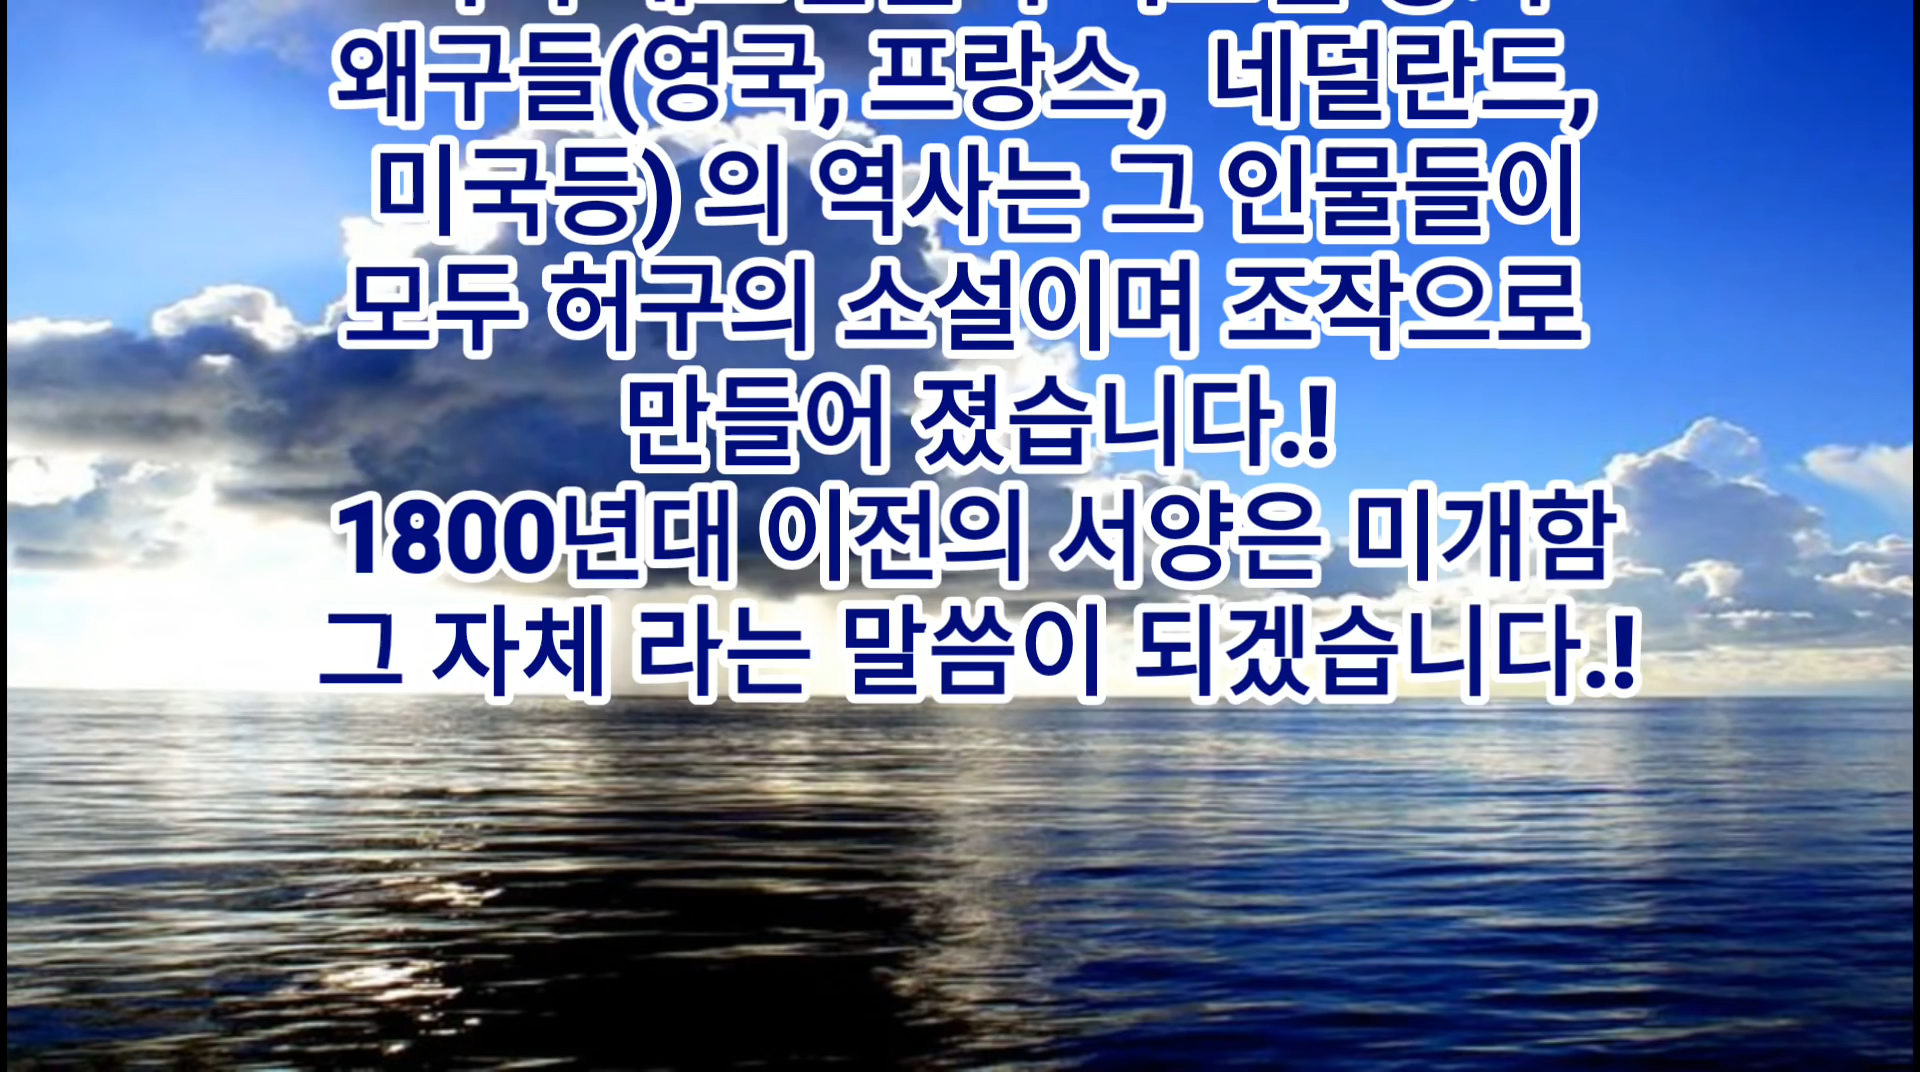 왜구들(영국, 프랑스, 네덜란드,
미국등) 의 역사는 그 인물들이
모두 허구의 소설이며 조작으로
만들어 졌습니다.!
1800년대 이전의 서양은 미개함
그 자체 라는 말씀이 되겠습니다.!